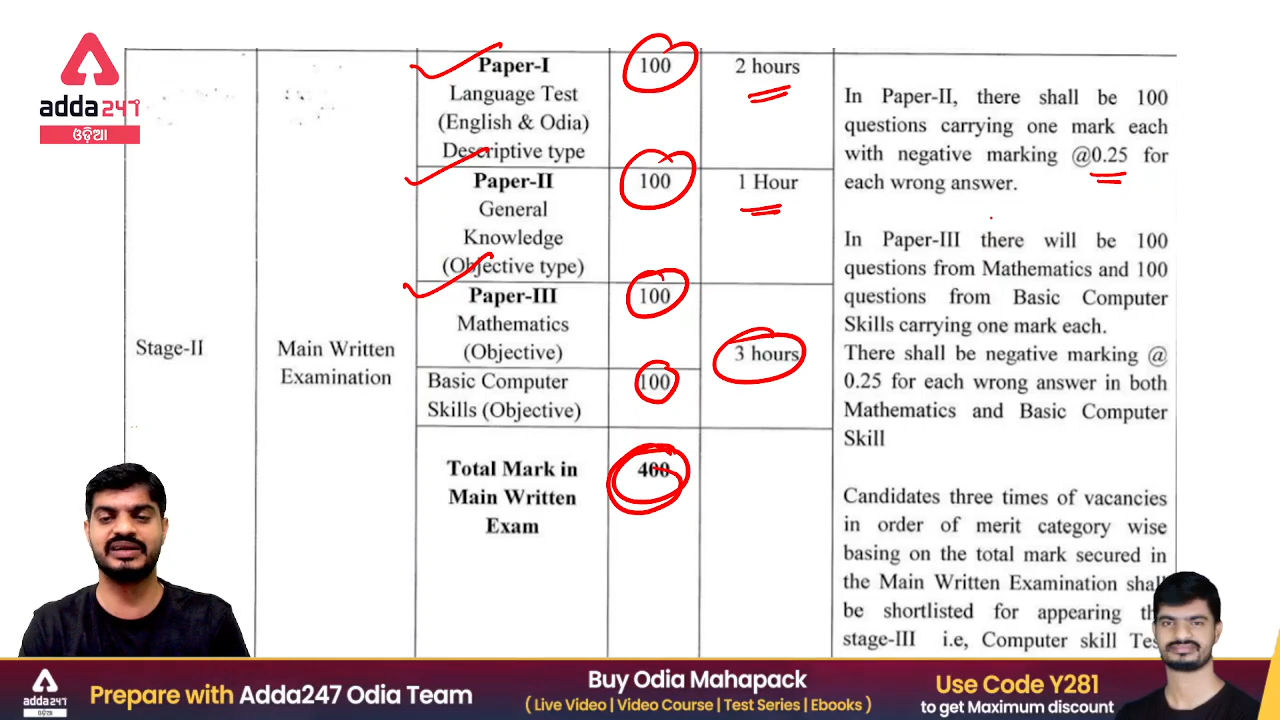 adda247
ଓଡ଼ିଆ
Stage-II
Main Written
Examination
Paper-I
Language Test
(English & Odia)
Descriptive type
100
2 hours
Paper-II
General
Knowledge
(Objective type)
100
1 Hour
Paper-III
Mathematics
(Objective)
100
3 hours
Basic Computer
Skills (Objective)
100
Total Mark in
Main Written
Exam
400
In Paper-II, there shall be 100
questions carrying one mark each
with negative marking @0.25 for
each wrong answer.
In Paper-III there will be 100
questions from Mathematics and 100
questions from Basic Computer
Skills carrying one mark each.
There shall be negative marking @
0.25 for each wrong answer in both
Mathematics and Basic Computer
Skill
Candidates three times of vacancies
in order of merit category wise
basing on the total mark secured in
the Main Written Examination shall
be shortlisted for appearing
stage-III i.e, Computer skill
adda247
ଓଡ଼ିଆ
Prepare with Adda247 Odia Team
Buy Odia Mahapack
( Live Video | Video Course | Test Series | Ebooks )
Use Code Y281
to get Maximum discount